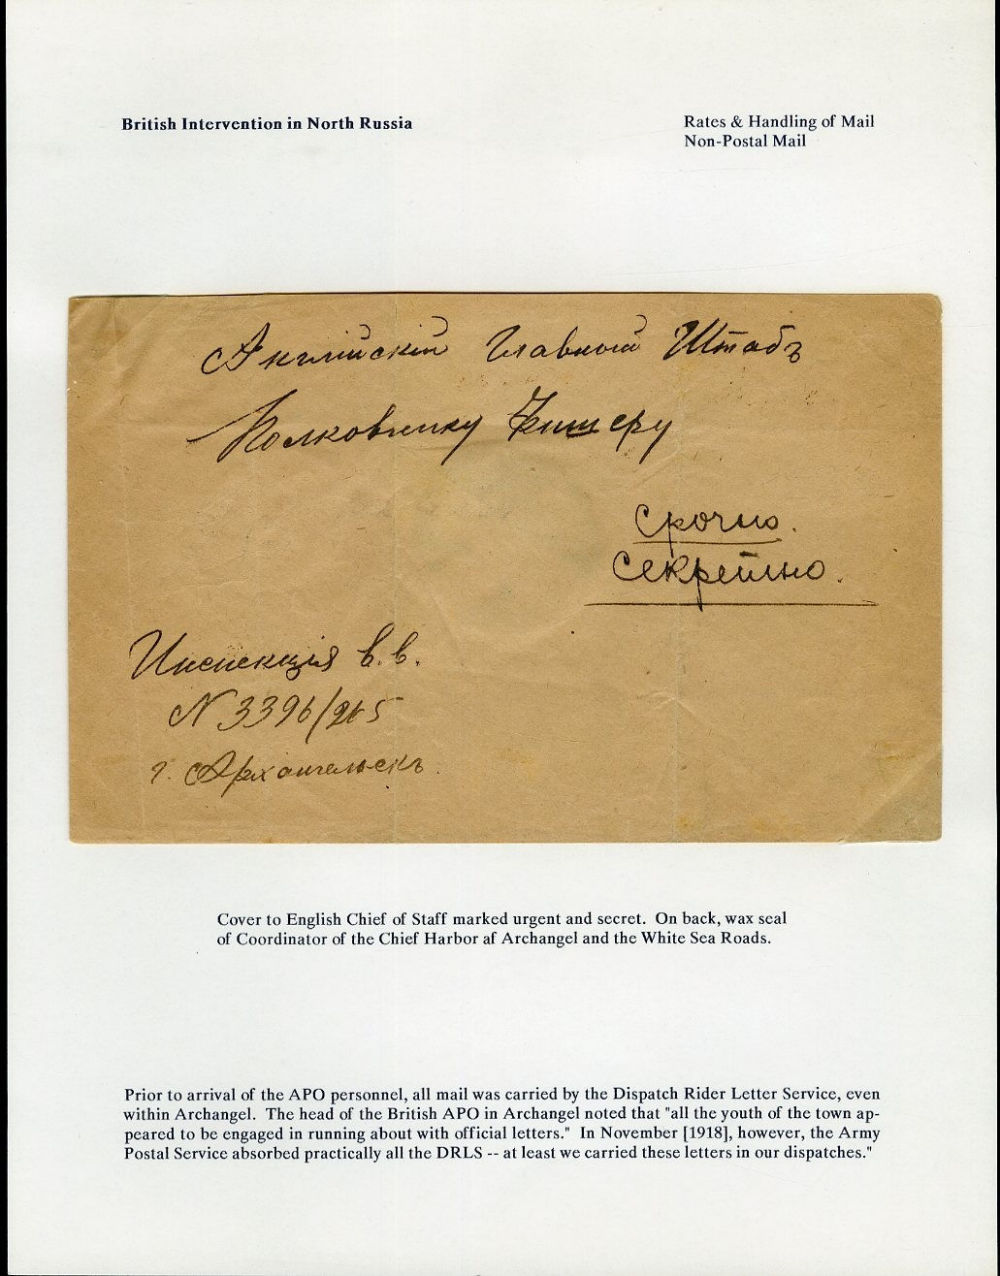 British Intervention in North Russia
Rates & Handling of Mail
Non-Postal Mail
Англійскій Главной Штабъ
Полковнику Фишеру
Срочно.
Секретно.
Инспекція в.в.
N 3396/265
г. Архангельскъ.
Cover to English Chief of Staff marked urgent and secret. On back, wax seal
of Coordinator of the Chief Harbor af Archangel and the White Sea Roads.
Prior to arrival of the APO personnel, all mail was carried by the Dispatch Rider Letter Service, even
within Archangel. The head of the British APO in Archangel noted that "all the youth of the town ap-
peared to be engaged in running about with official letters." In November [1918], however, the Army
Postal Service absorbed practically all the DRLS -- at least we carried these letters in our dispatches."